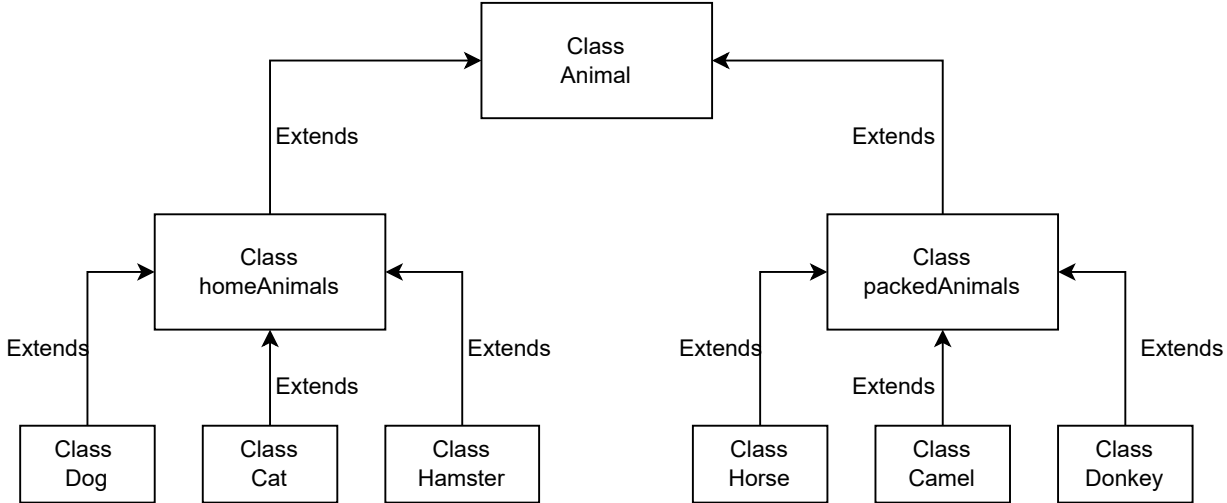 Class
Animal
Extends
Extends
Class
homeAnimals
Class
packedAnimals
Extends
Extends
Extends
Extends
Extends
Extends
Class
Dog
Class
Cat
Class
Hamster
Class
Horse
Class
Camel
Class
Donkey